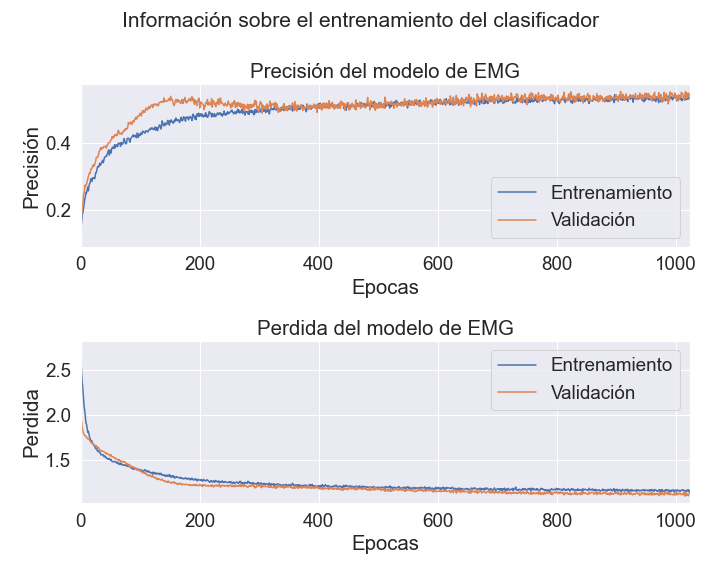 Información sobre el entrenamiento del clasificador
Precisión del modelo de EMG
Precisión
0.4
0.2
Entrenamiento
Validación
0 200 400 600 800 1000
Epocas
Perdida del modelo de EMG
Perdida
2.5
2.0
1.5
Entrenamiento
Validación
0 200 400 600 800 1000
Epocas